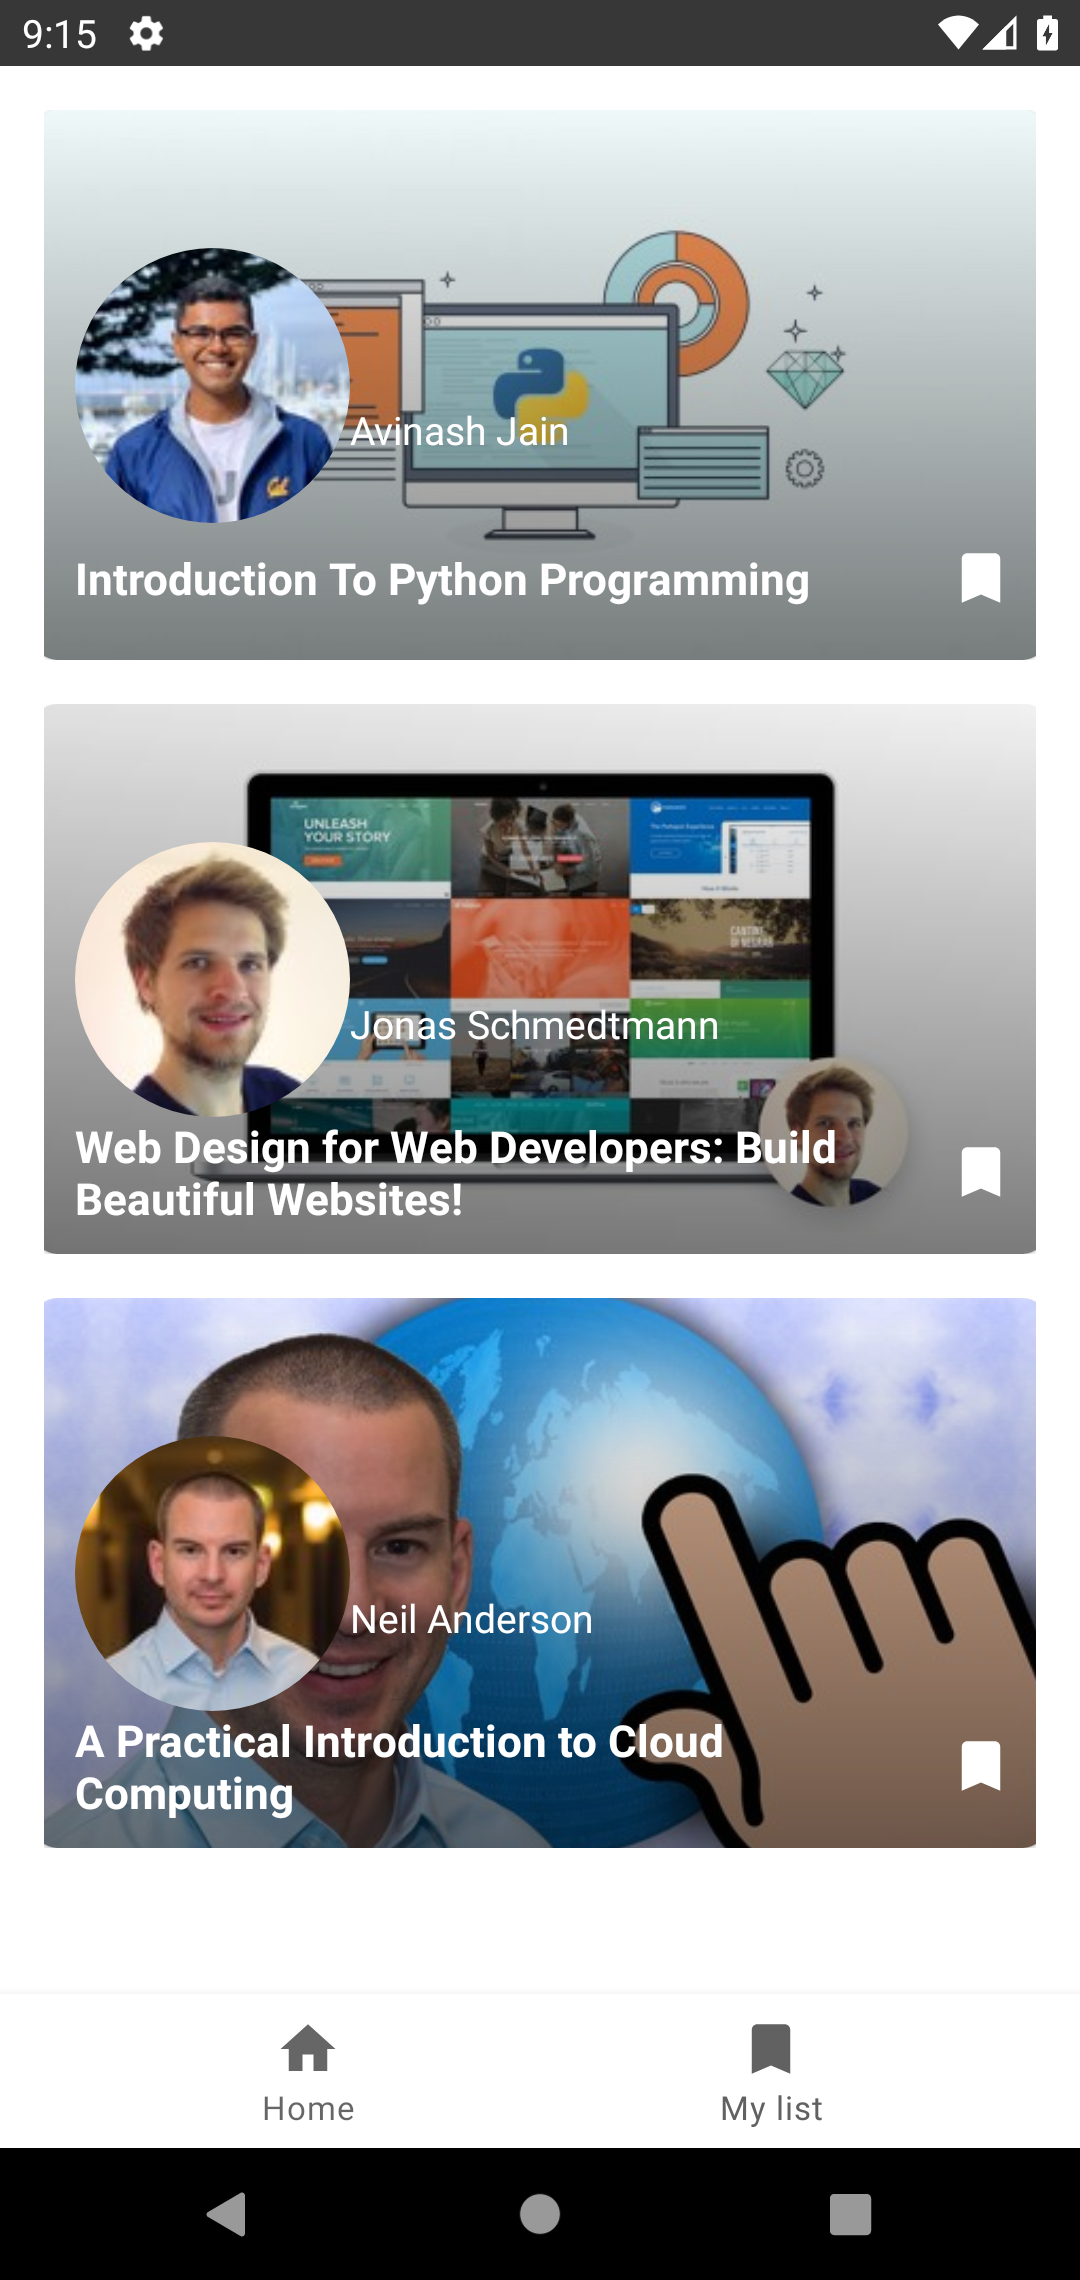 9:15
Avinash Jain
Introduction To Python Programming
UNLEASH
YOUR STORY
Jonas Schmedtmann
Web Design for Web Developers: Build
Beautiful Websites!
Neil Anderson
A Practical Introduction to Cloud
Computing
Home
My list